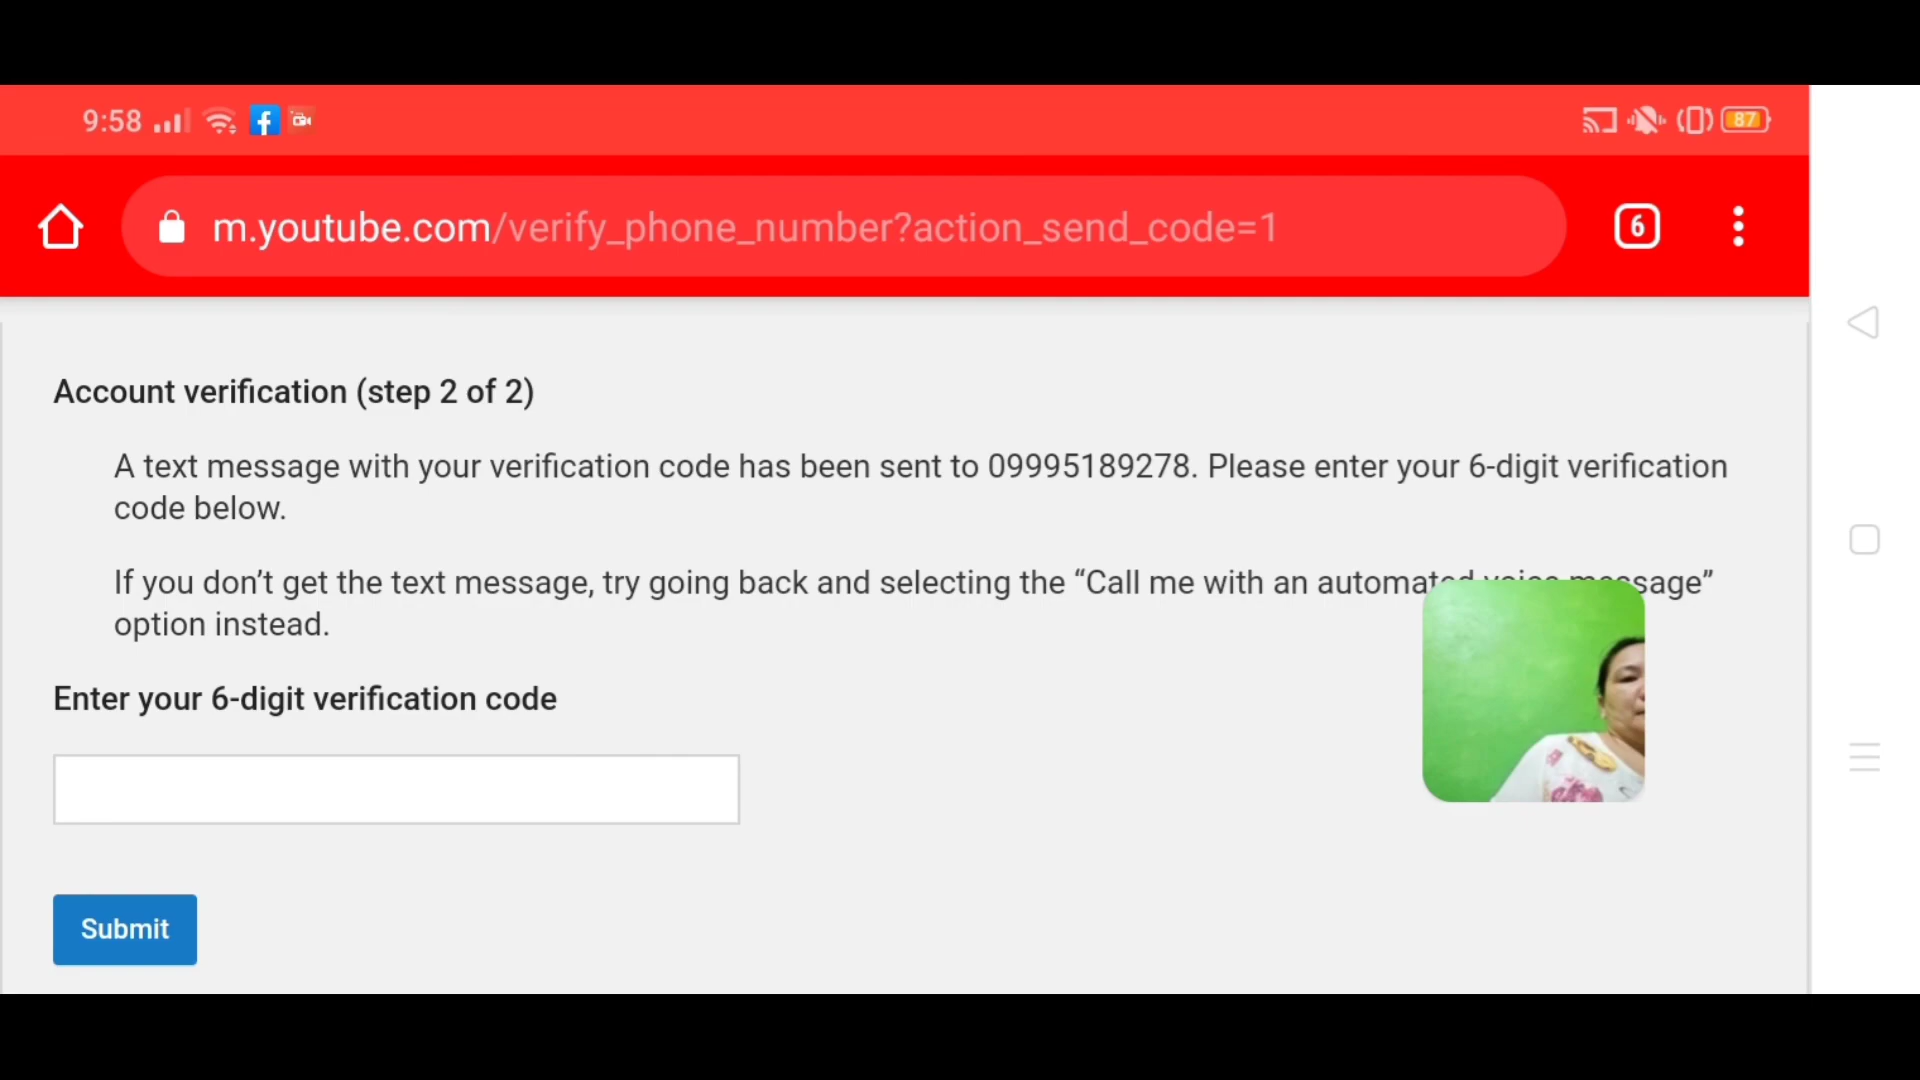 9:58
87
m.youtube.com/verify_phone_number?action_send_code=1
6
Account verification (step 2 of 2)
A text message with your verification code has been sent to 09995189278. Please enter your 6-digit verification
code below.
If you don’t get the text message, try going back and selecting the “Call me with an automated voice message”
option instead.
Enter your 6-digit verification code
Submit